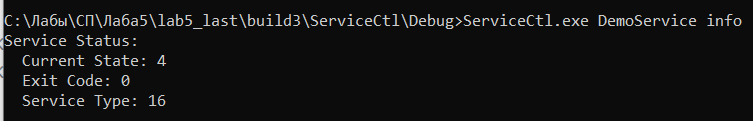 C:\Лабы\СП\Лаба5\lab5_last\build3\ServiceCtl\Debug>ServiceCtl.exe DemoService info
Service Status:
  Current State: 4
  Exit Code: 0
  Service Type: 16